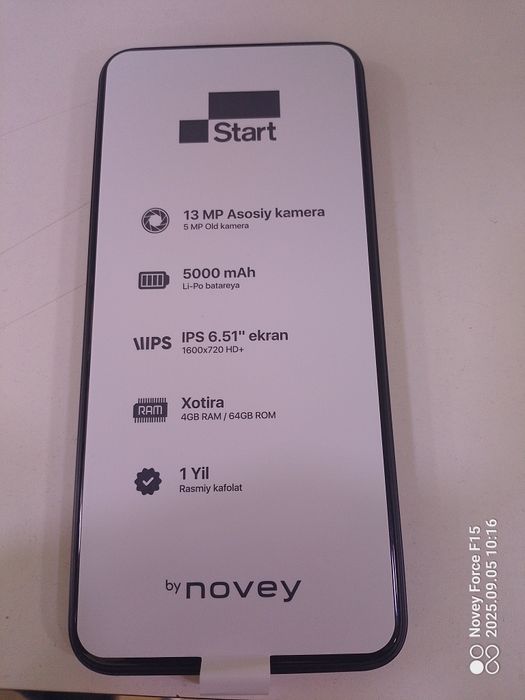 Start
13 MP Asosiy kamera
5 MP Old kamera
5000 mAh
Li-Po batareya
IPS
IPS 6.51" ekran
1600x720 HD+
RAM
Xotira
4GB RAM / 64GB ROM
1 Yil
Rasmiy kafolat
by novey
Novey Force F15
2025.09.05 10:16